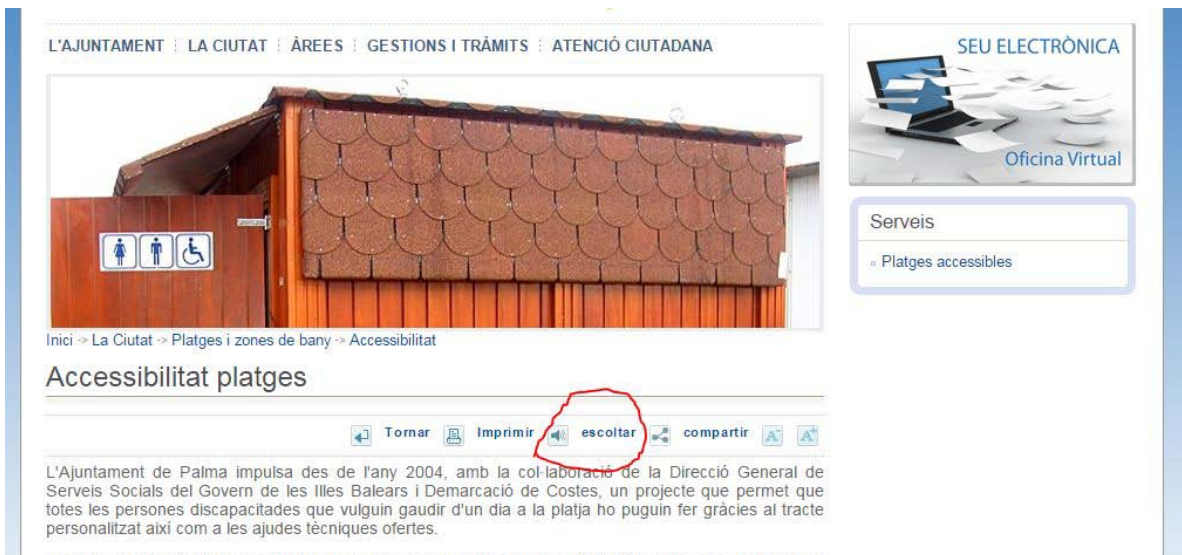 L'AJUNTAMENT LA CIUTAT ÀREES GESTIONS I TRÀMITS ATENCIÓ CIUTADANA
SEU ELECTRÒNICA
Oficina Virtual
Serveis
Platges accessibles
Inici -> La Ciutat -> Platges i zones de bany -> Accessibilitat
Accessibilitat platges
Tornar Imprimir escoltar compartir A- A+
L'Ajuntament de Palma impulsa des de l'any 2004, amb la col·laboració de la Direcció General de
Serveis Socials del Govern de les Illes Balears i Demarcació de Costes, un projecte que permet que
totes les persones discapacitades que vulguin gaudir d'un dia a la platja ho puguin fer gràcies al tracte
personalitzat així com a les ajudes tècniques ofertes.